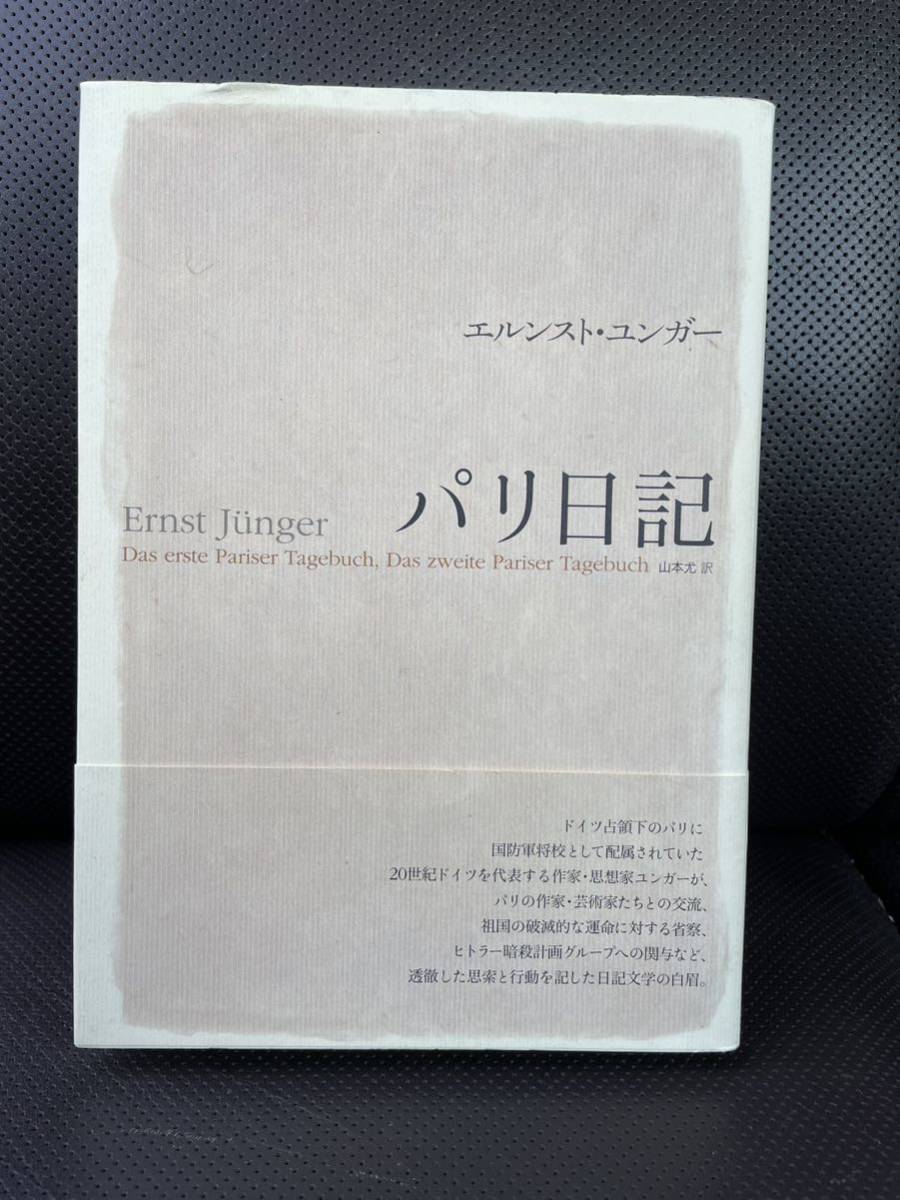 エルンスト・ユンガー
パリ日記
Ernst Jünger
Das erste Pariser Tagebuch, Das zweite Pariser Tagebuch 山本尤 訳
ドイツ占領下のパリに
国防軍将校として配属されていた
20世紀ドイツを代表する作家・思想家ユンガーが、
パリの作家・芸術家たちとの交流、
祖国の破滅的な運命に対する省察、
ヒトラー暗殺計画グループへの関与など、
透徹した思索と行動を記した日記文学の白眉。